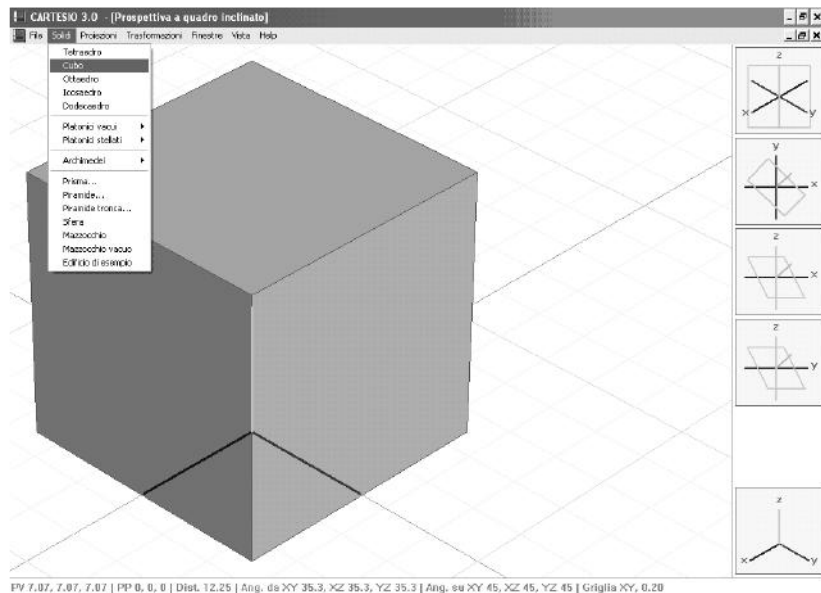 CARTESIO 3.0 - [Prospettiva a quadro inclinato]
File Solidi Proiezioni Trasformazioni Finestre Vista Help
Tetraedro
Cubo
Ottaedro
Icosaedro
Dodecaedro
Platonici vacui
Platonici stellati
Archimedei
Prisma...
Piramide...
Piramide tronca...
Sfera
Mazzocchio
Mazzocchio vacuo
Edificio di esempio
z
x y
y
x
z
x
z
y
z
x y
PV 7.07, 7.07, 7.07 | PP 0, 0, 0 | Dist. 12.25 | Ang. da XY 35.3, XZ 35.3, YZ 35.3 | Ang. su XY 45, XZ 45, YZ 45 | Griglia XY, 0.20